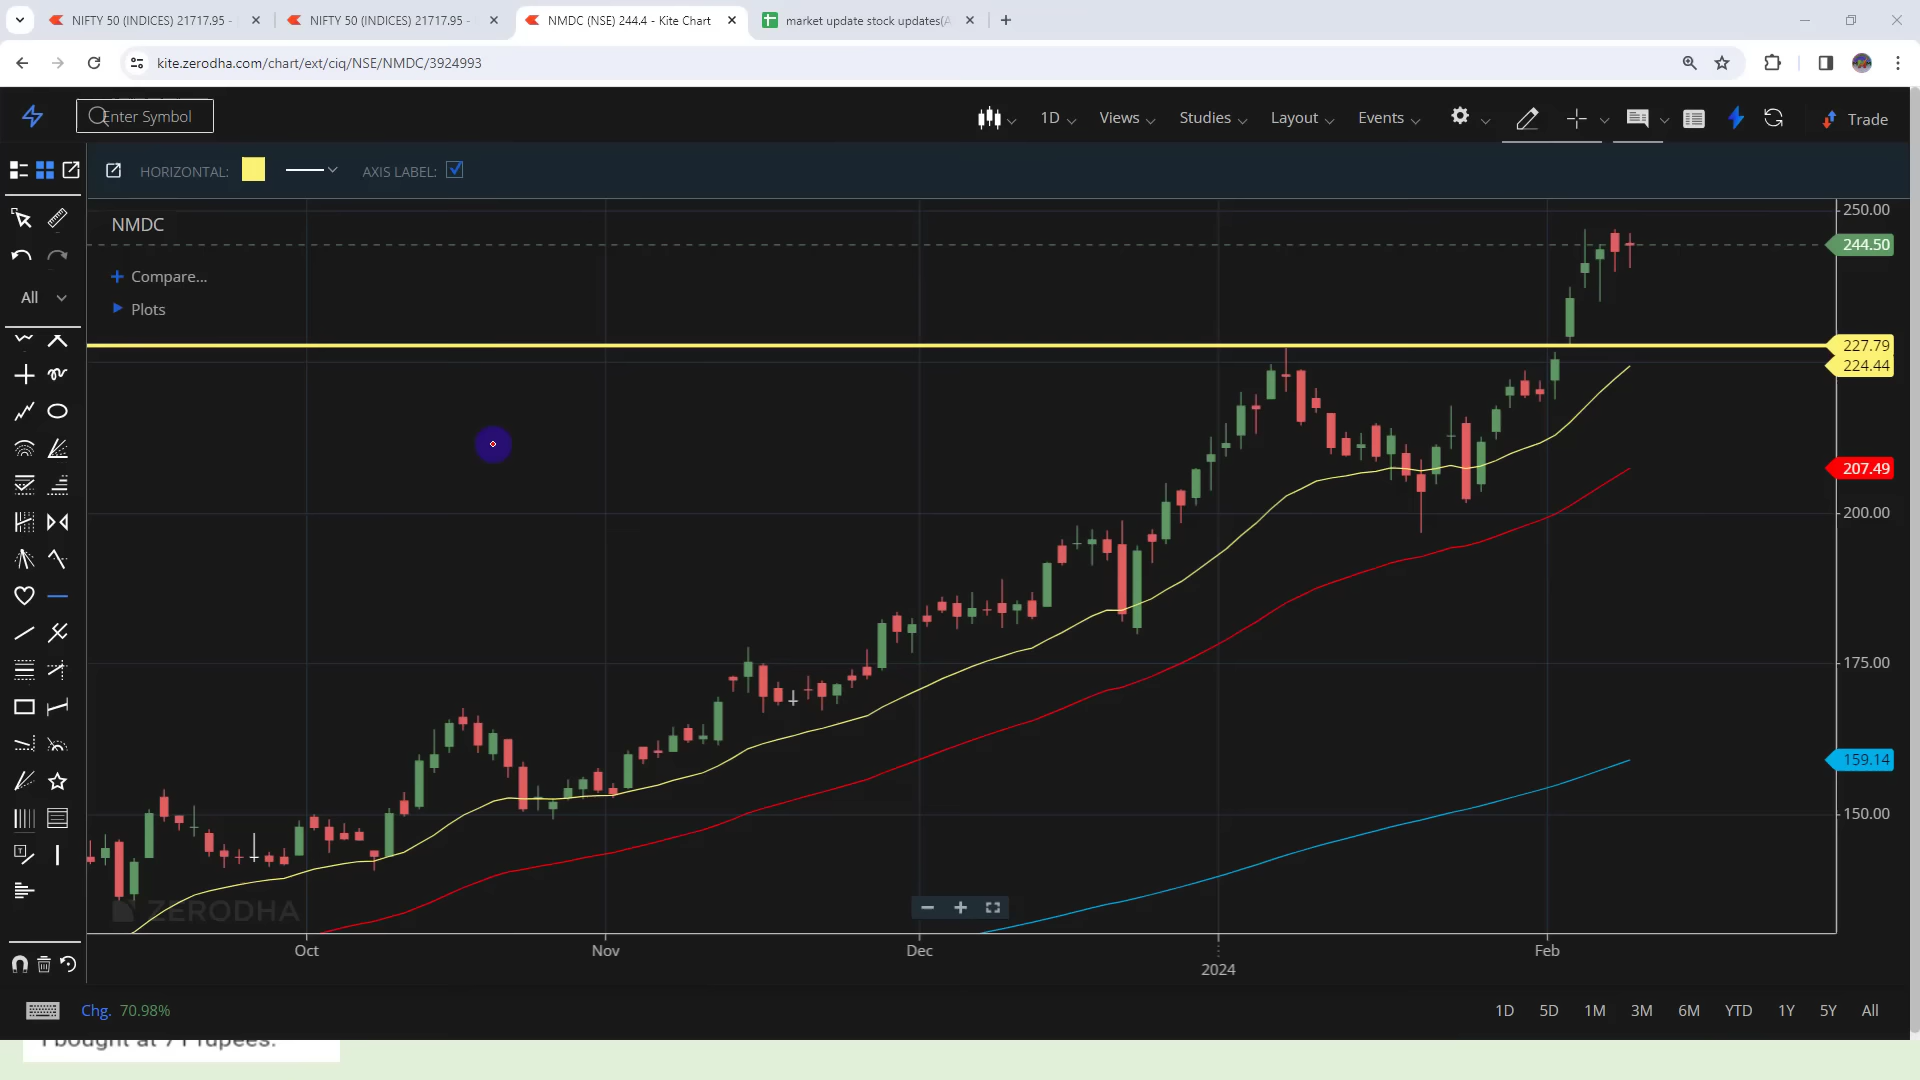 NIFTY 50 (INDICES) 21717.95 -
NIFTY 50 (INDICES) 21717.95 -
NMDC (NSE) 244.4 - Kite Chart
market update stock updates(A
kite.zerodha.com/chart/ext/ciq/NSE/NMDC/3924993
Enter Symbol
1D
Views
Studies
Layout
Events
Trade
HORIZONTAL:
AXIS LABEL:
NMDC
Compare...
Plots
All
250.00
244.50
227.79
224.44
207.49
200.00
175.00
159.14
150.00
ZERODHA
Oct
Nov
Dec
2024
Feb
Chg. 70.98%
1D 5D 1M 3M 6M YTD 1Y 5Y All
I bought at 71 rupees.